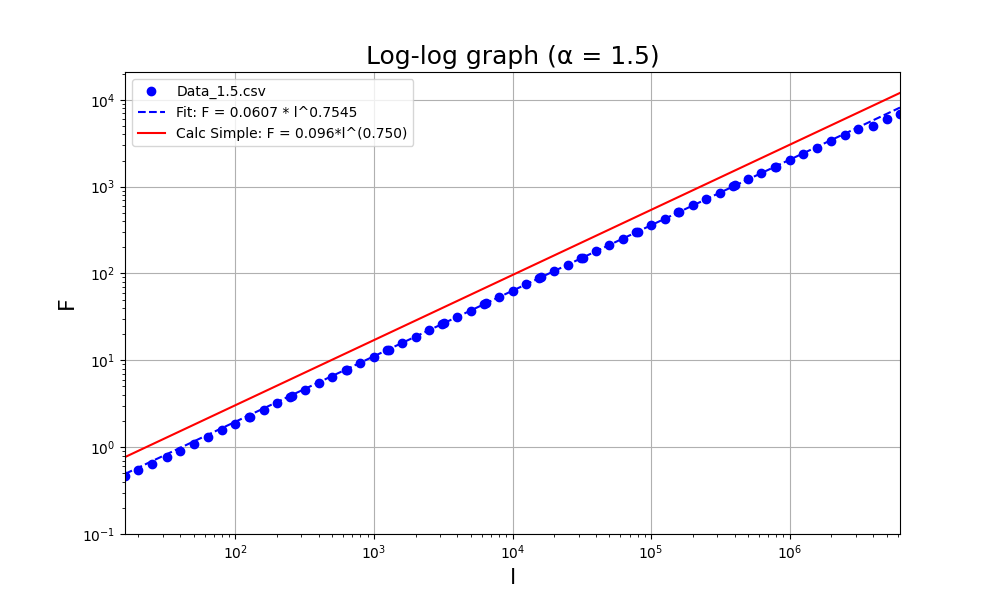 Log-log graph (α = 1.5)
Data_1.5.csv
Fit: F = 0.0607 * l^0.7545
Calc Simple: F = 0.096*l^(0.750)
F
10^4
10^3
10^2
10^1
10^0
10^-1
10^2 10^3 10^4 10^5 10^6
l